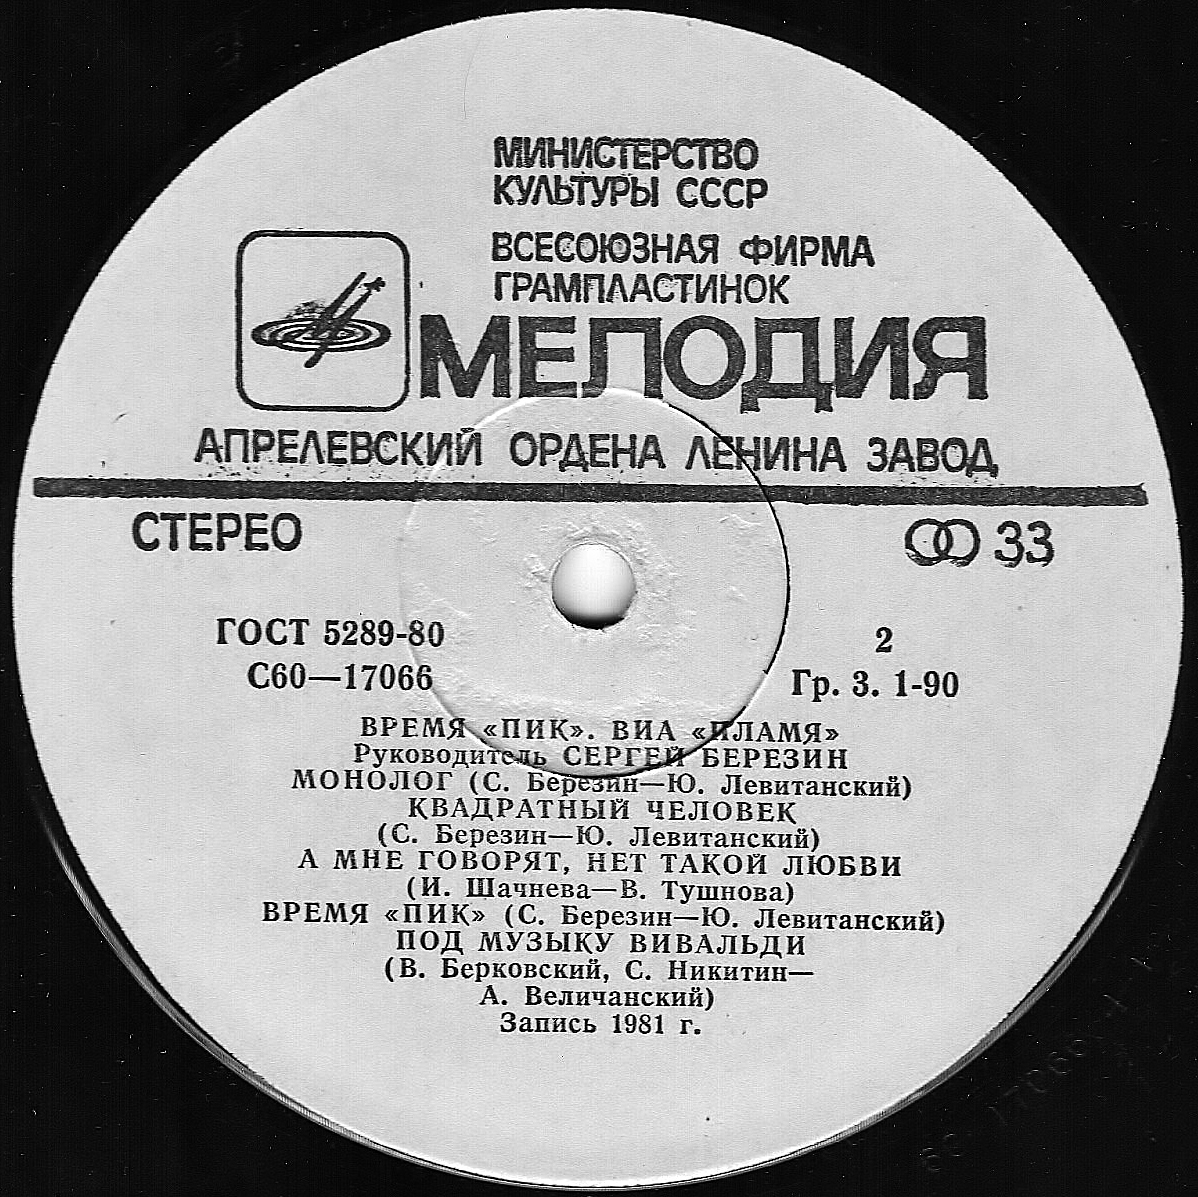 МИНИСТЕРСТВО
КУЛЬТУРЫ СССР
ВСЕСОЮЗНАЯ ФИРМА
ГРАМПЛАСТИНОК
МЕЛОДИЯ
АПРЕЛЕВСКИЙ ОРДЕНА ЛЕНИНА ЗАВОД
СТЕРЕО
33
ГОСТ 5289-80
С60—17066
2
Гр. 3. 1-90
ВРЕМЯ «ПИК». ВИА «ПЛАМЯ»
Руководитель СЕРГЕЙ БЕРЕЗИН
МОНОЛОГ (С. Березин—Ю. Левитанский)
КВАДРАТНЫЙ ЧЕЛОВЕК
(С. Березин—Ю. Левитанский)
А МНЕ ГОВОРЯТ, НЕТ ТАКОЙ ЛЮБВИ
(И. Шачнева—В. Тушнова)
ВРЕМЯ «ПИК» (С. Березин—Ю. Левитанский)
ПОД МУЗЫКУ ВИВАЛЬДИ
(В. Берковский, С. Никитин—
А. Величанский)
Запись 1981 г.